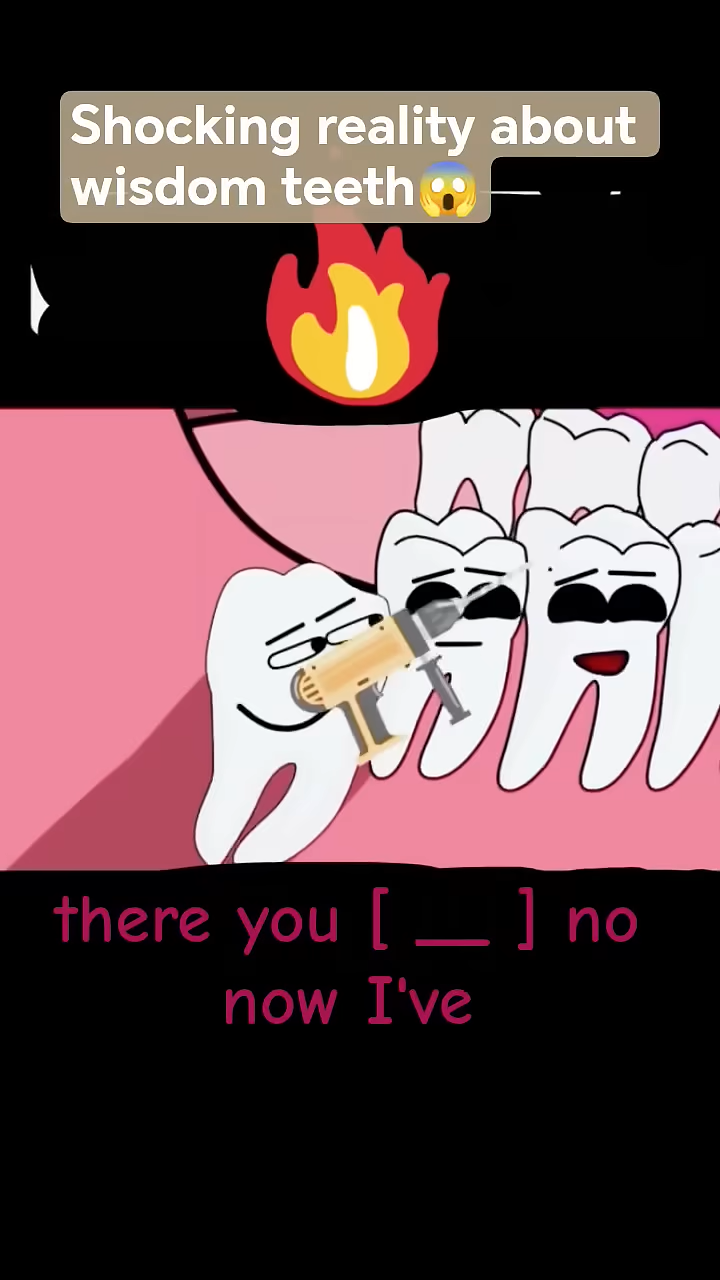 Shocking reality about
wisdom teeth😱
there you [ __ ] no
now I've